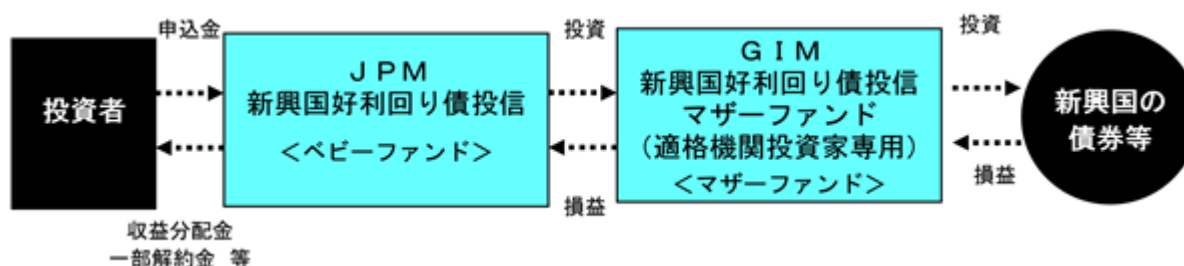 申込金
投資
投資
投資者
ＪＰＭ
新興国好利回り債投信
＜ベビーファンド＞
ＧＩＭ
新興国好利回り債投信
マザーファンド
（適格機関投資家専用）
＜マザーファンド＞
新興国の
債券等
損益
損益
収益分配金
一部解約金 等